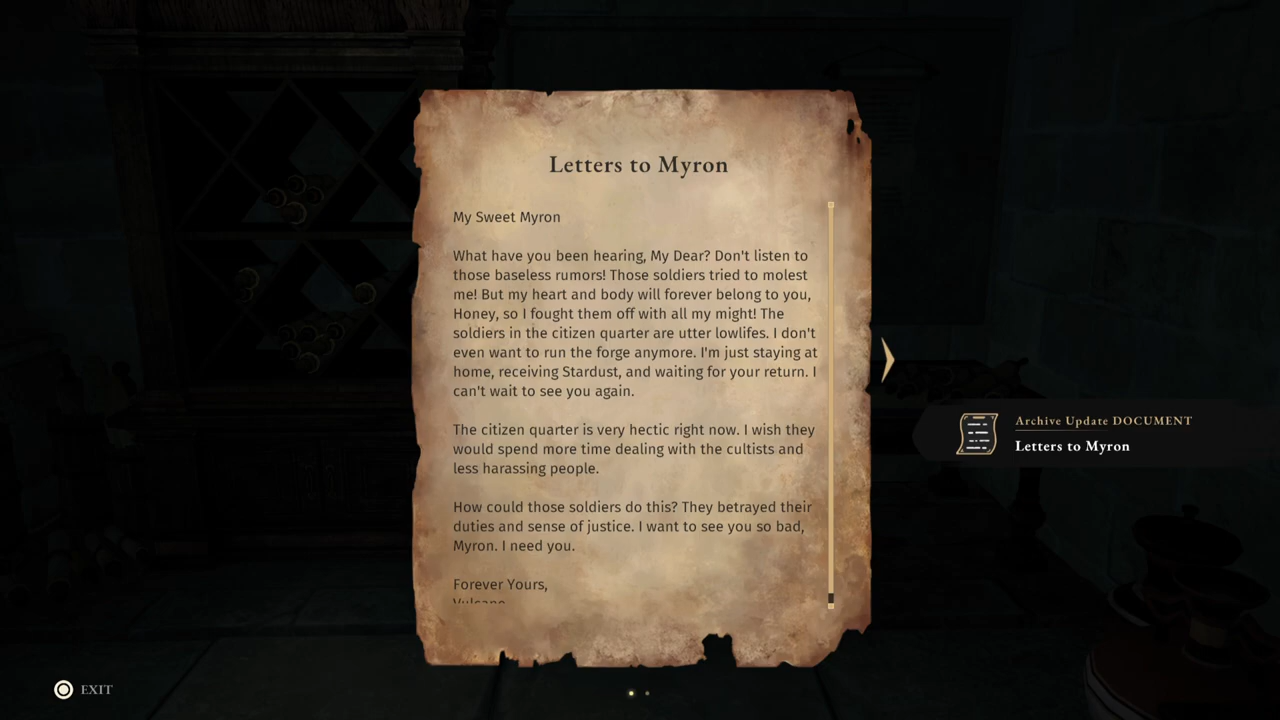 Letters to Myron
My Sweet Myron
What have you been hearing, My Dear? Don't listen to
those baseless rumors! Those soldiers tried to molest
me! But my heart and body will forever belong to you,
Honey, so I fought them off with all my might! The
soldiers in the citizen quarter are utter lowlifes. I don't
even want to run the forge anymore. I'm just staying at
home, receiving Stardust, and waiting for your return. I
can't wait to see you again.
The citizen quarter is very hectic right now. I wish they
would spend more time dealing with the cultists and
less harassing people.
How could those soldiers do this? They betrayed their
duties and sense of justice. I want to see you so bad,
Myron. I need you.
Forever Yours,
Archive Update DOCUMENT
Letters to Myron
EXIT